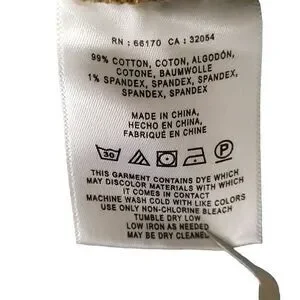 RN : 66170 CA : 32054
99% COTTON, COTON, ALGODÓN,
COTONE, BAUMWOLLE
1% SPANDEX, SPANDEX, SPANDEX,
SPANDEX, SPANDEX
MADE IN CHINA,
HECHO EN CHINA,
FABRIQUÉ EN CHINE
30 P
THIS GARMENT CONTAINS DYE WHICH
MAY DISCOLOR MATERIALS WITH WHICH
IT COMES IN CONTACT
MACHINE WASH COLD WITH LIKE COLORS
USE ONLY NON-CHLORINE BLEACH
TUMBLE DRY LOW
LOW IRON AS NEEDED
MAY BE DRY CLEANED